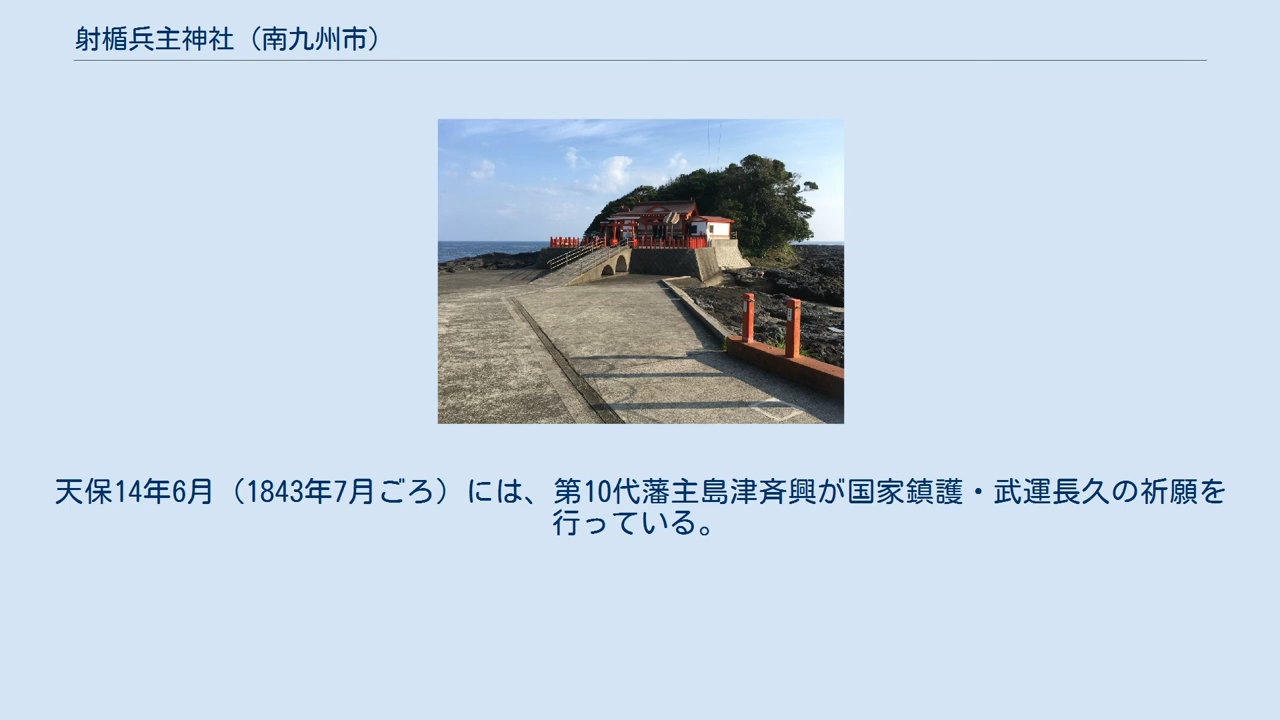 射楯兵主神社（南九州市）
天保14年6月（1843年7月ごろ）には、第10代藩主島津斉興が国家鎮護・武運長久の祈願を
行っている。